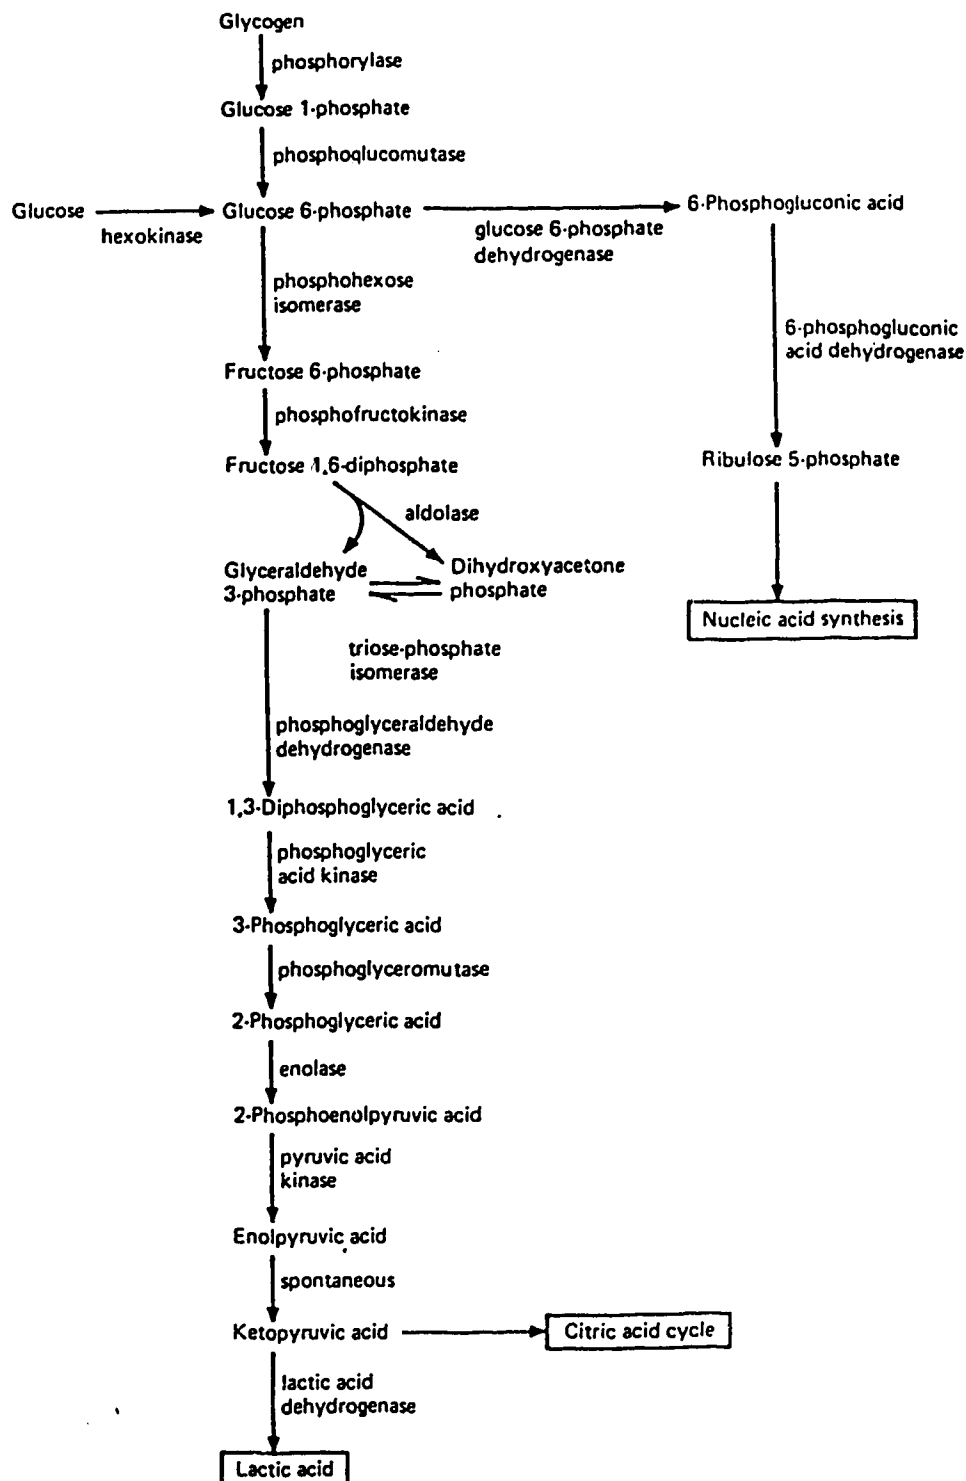 Glycogen
phosphorylase
Glucose 1-phosphate
phosphoqlucomutase
Glucose
hexokinase
Glucose 6-phosphate
glucose 6-phosphate
dehydrogenase
6-Phosphogluconic acid
phosphohexose
isomerase
6-phosphogluconic
acid dehydrogenase
Fructose 6-phosphate
phosphofructokinase
Fructose 1,6-diphosphate
Ribulose 5-phosphate
aldolase
Glyceraldehyde
3-phosphate
Dihydroxyacetone
phosphate
Nucleic acid synthesis
triose-phosphate
isomerase
phosphoglyceraldehyde
dehydrogenase
1,3-Diphosphoglyceric acid
phosphoglyceric
acid kinase
3-Phosphoglyceric acid
phosphoglyceromutase
2-Phosphoglyceric acid
enolase
2-Phosphoenolpyruvic acid
pyruvic acid
kinase
Enolpyruvic acid
spontaneous
Ketopyruvic acid
Citric acid cycle
lactic acid
dehydrogenase
Lactic acid